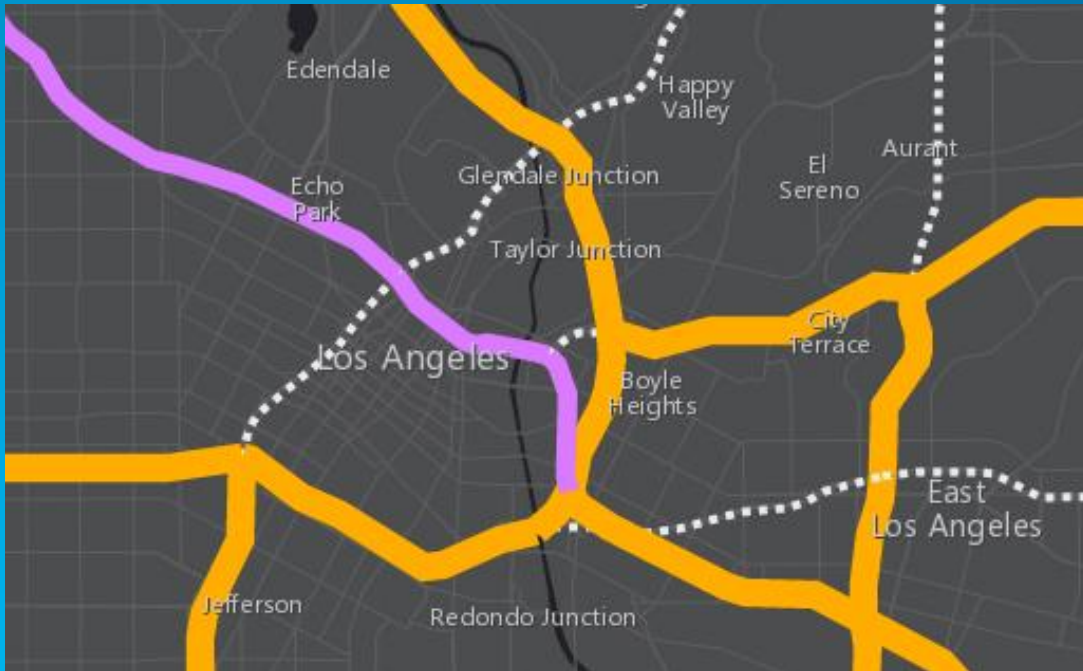 Edendale
Happy
Valley
Aurant
Glendale Junction
El
Sereno
Echo
Park
Taylor Junction
City
Terrace
Los Angeles
Boyle
Heights
East
Los Angeles
Jefferson
Redondo Junction